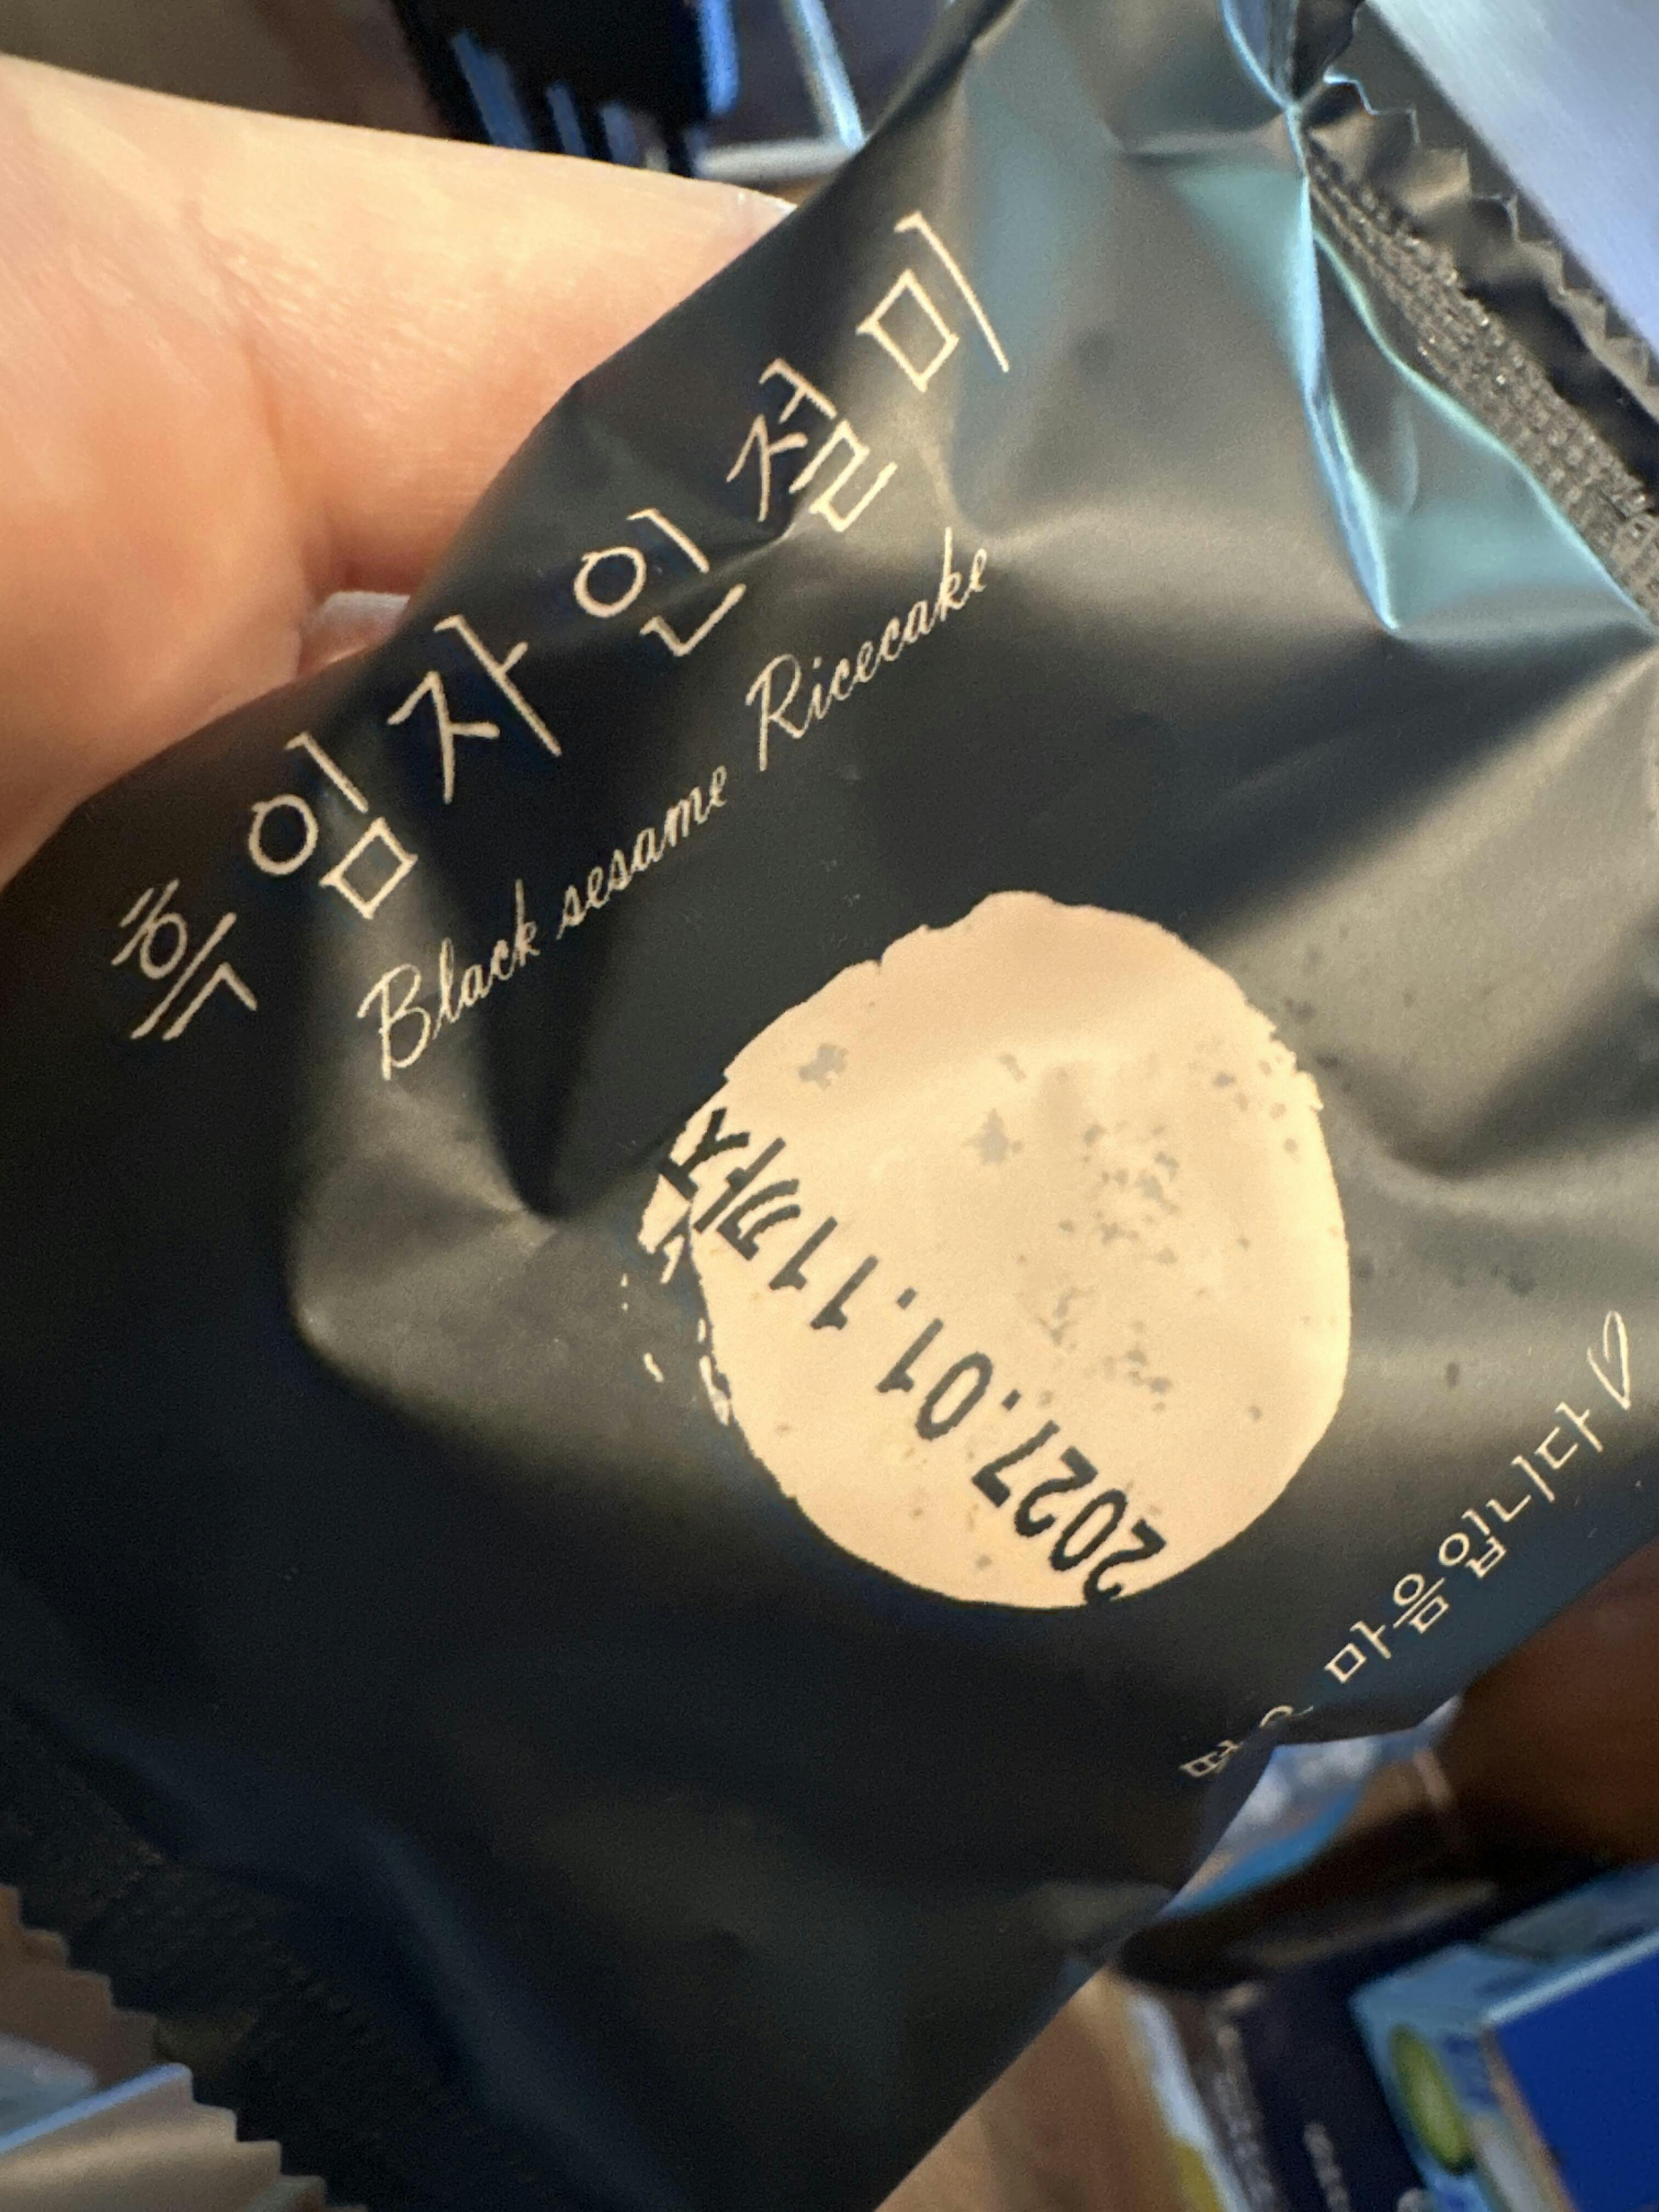 흑임자인절미
Black sesame Ricecake
2027.01.11까지
마음입니다♡